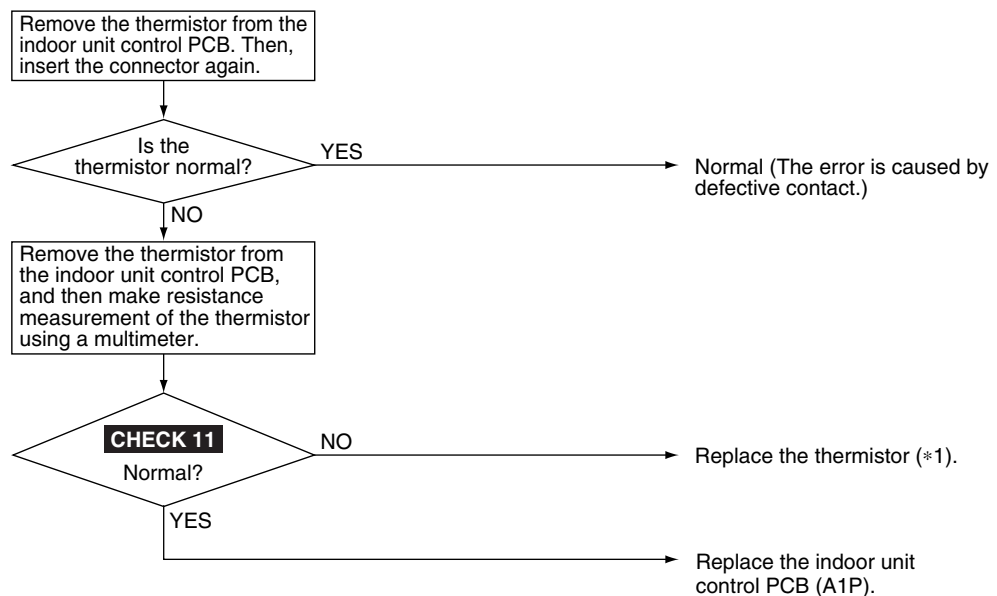 Remove the thermistor from the
indoor unit control PCB. Then,
insert the connector again.
Is the
thermistor normal?
YES
Normal (The error is caused by
defective contact.)
NO
Remove the thermistor from
the indoor unit control PCB,
and then make resistance
measurement of the thermistor
using a multimeter.
CHECK 11
Normal?
NO
Replace the thermistor (*1).
YES
Replace the indoor unit
control PCB (A1P).